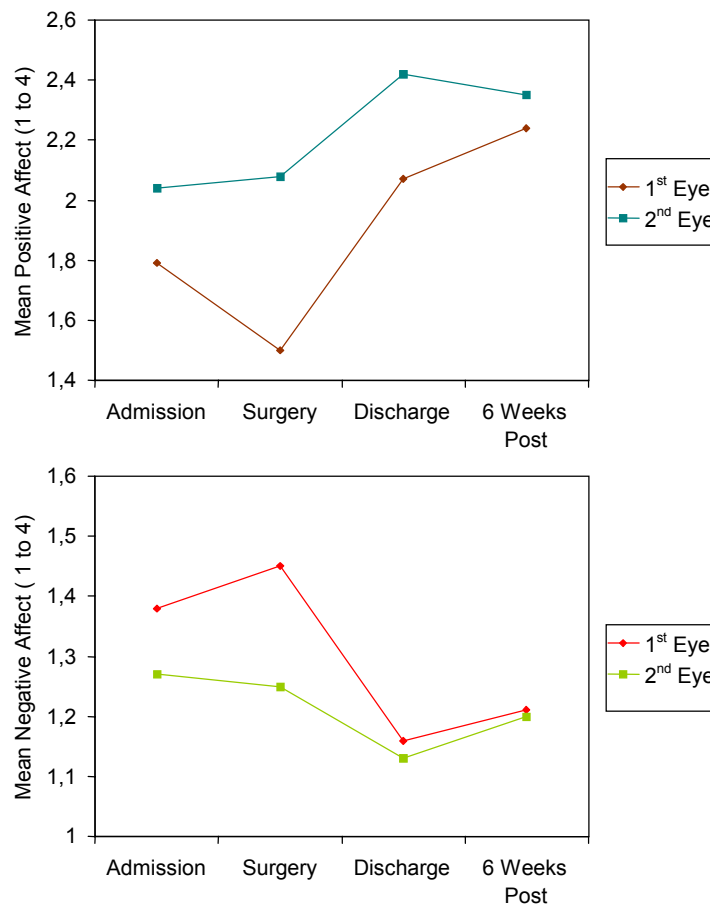 Mean Positive Affect (1 to 4)
2,6
2,4
2,2
2
1,8
1,6
1,4
Admission
Surgery
Discharge
6 Weeks
Post
1st Eye
2nd Eye
Mean Negative Affect ( 1 to 4)
1,6
1,5
1,4
1,3
1,2
1,1
1
Admission
Surgery
Discharge
6 Weeks
Post
1st Eye
2nd Eye